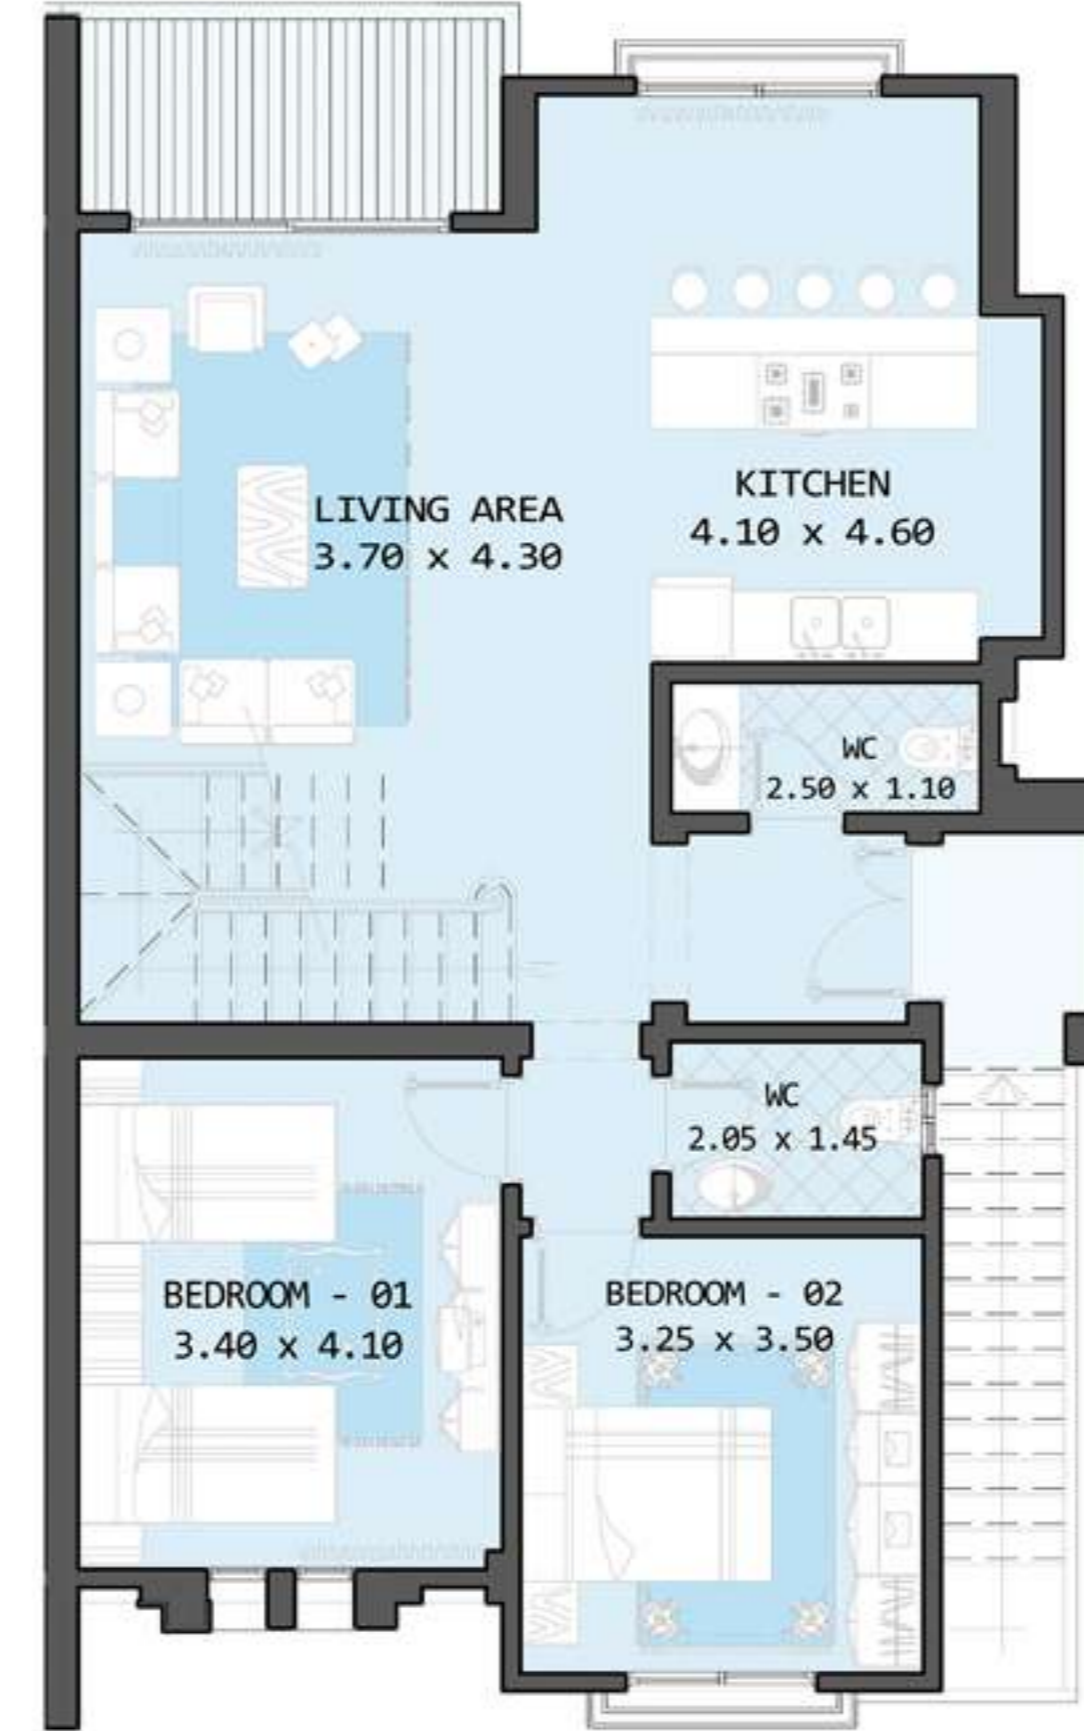 LIVING AREA
3.70 x 4.30
KITCHEN
4.10 x 4.60
WC
2.50 x 1.10
WC
2.05 x 1.45
BEDROOM - 01
3.40 x 4.10
BEDROOM - 02
3.25 x 3.50